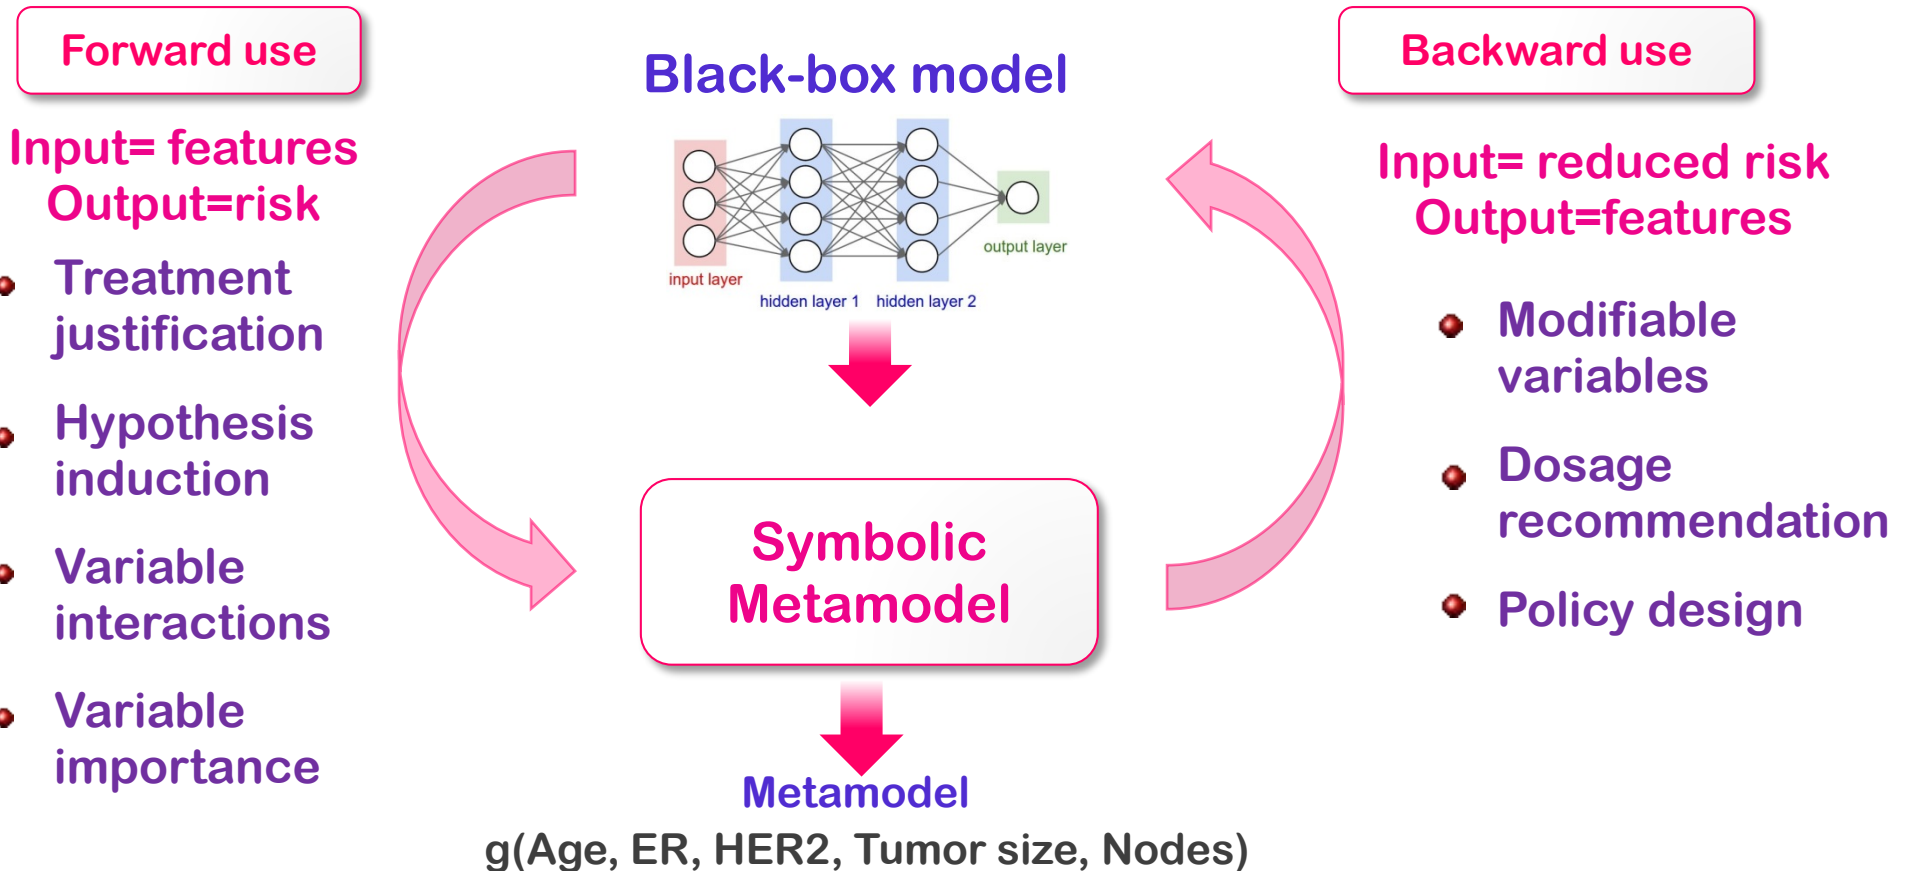 Forward use
Input= features
Output=risk
Treatment
justification
Hypothesis
induction
Variable
interactions
Variable
importance
Black-box model
input layer
hidden layer 1
hidden layer 2
output layer
Symbolic
Metamodel
Metamodel
g(Age, ER, HER2, Tumor size, Nodes)
Backward use
Input= reduced risk
Output=features
Modifiable
variables
Dosage
recommendation
Policy design